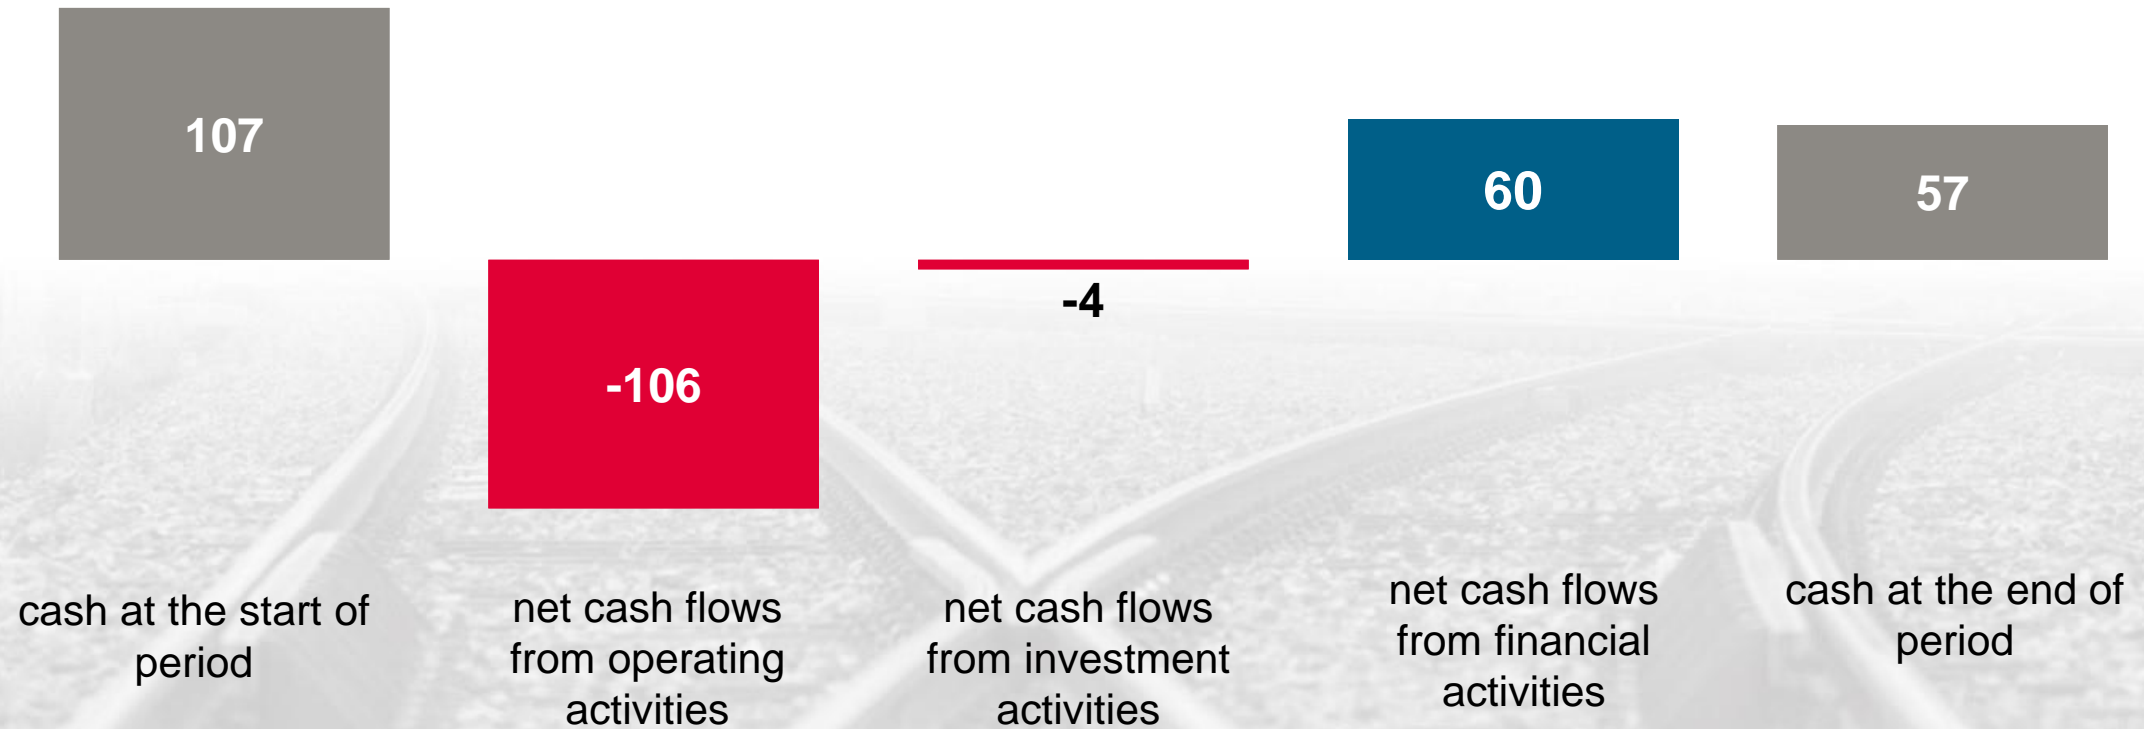 107
-106
-4
60
57
cash at the start of
period
net cash flows
from operating
activities
net cash flows
from investment
activities
net cash flows
from financial
activities
cash at the end of
period